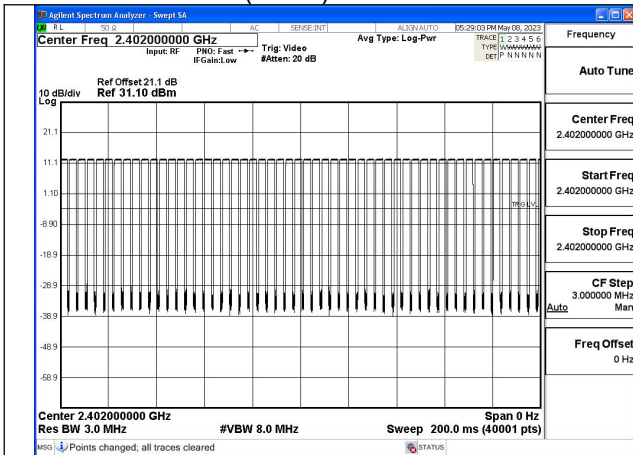 Agilent Spectrum Analyzer - Swept SA
RL 50 Ω AC SENSE:INT ALIGN AUTO 05:29:03 PM May 08, 2023
Center Freq 2.402000000 GHz
Input: RF PNO: Fast Trig: Video
IFGain:Low #Atten: 20 dB
Avg Type: Log-Pwr
TRACE 1 2 3 4 5 6
TYPE
DET P N N N N N
Ref Offset 21.1 dB
10 dB/div Ref 31.10 dBm
Log
21.1
11.1
1.10
TRIG LVL
-8.90
-18.9
-28.9
-38.9
-48.9
-58.9
Center 2.402000000 GHz Span 0 Hz
Res BW 3.0 MHz #VBW 8.0 MHz Sweep 200.0 ms (40001 pts)
MSG Points changed; all traces cleared STATUS
Frequency
Auto Tune
Center Freq
2.402000000 GHz
Start Freq
2.402000000 GHz
Stop Freq
2.402000000 GHz
CF Step
3.000000 MHz
Auto Man
Freq Offset
0 Hz